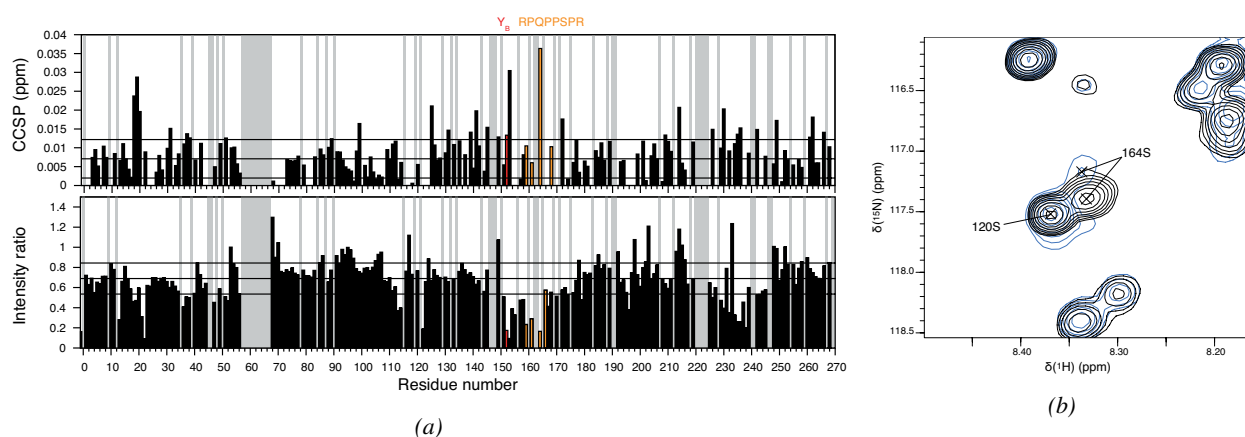 Y_B RPQPPSPR
CCSP (ppm)
0.04
0.035
0.03
0.025
0.02
0.015
0.01
0.005
0
Intensity ratio
1.6
1.4
1.2
1
0.8
0.6
0.4
0.2
0
0 10 20 30 40 50 60 70 80 90 100 110 120 130 140 150 160 170 180 190 200 210 220 230 240 250 260 270
Residue number
(a)
116.5
117.0
117.5
118.0
118.5
δ(¹⁵N) (ppm)
164S
120S
8.40 8.30 8.20
δ(¹H) (ppm)
(b)